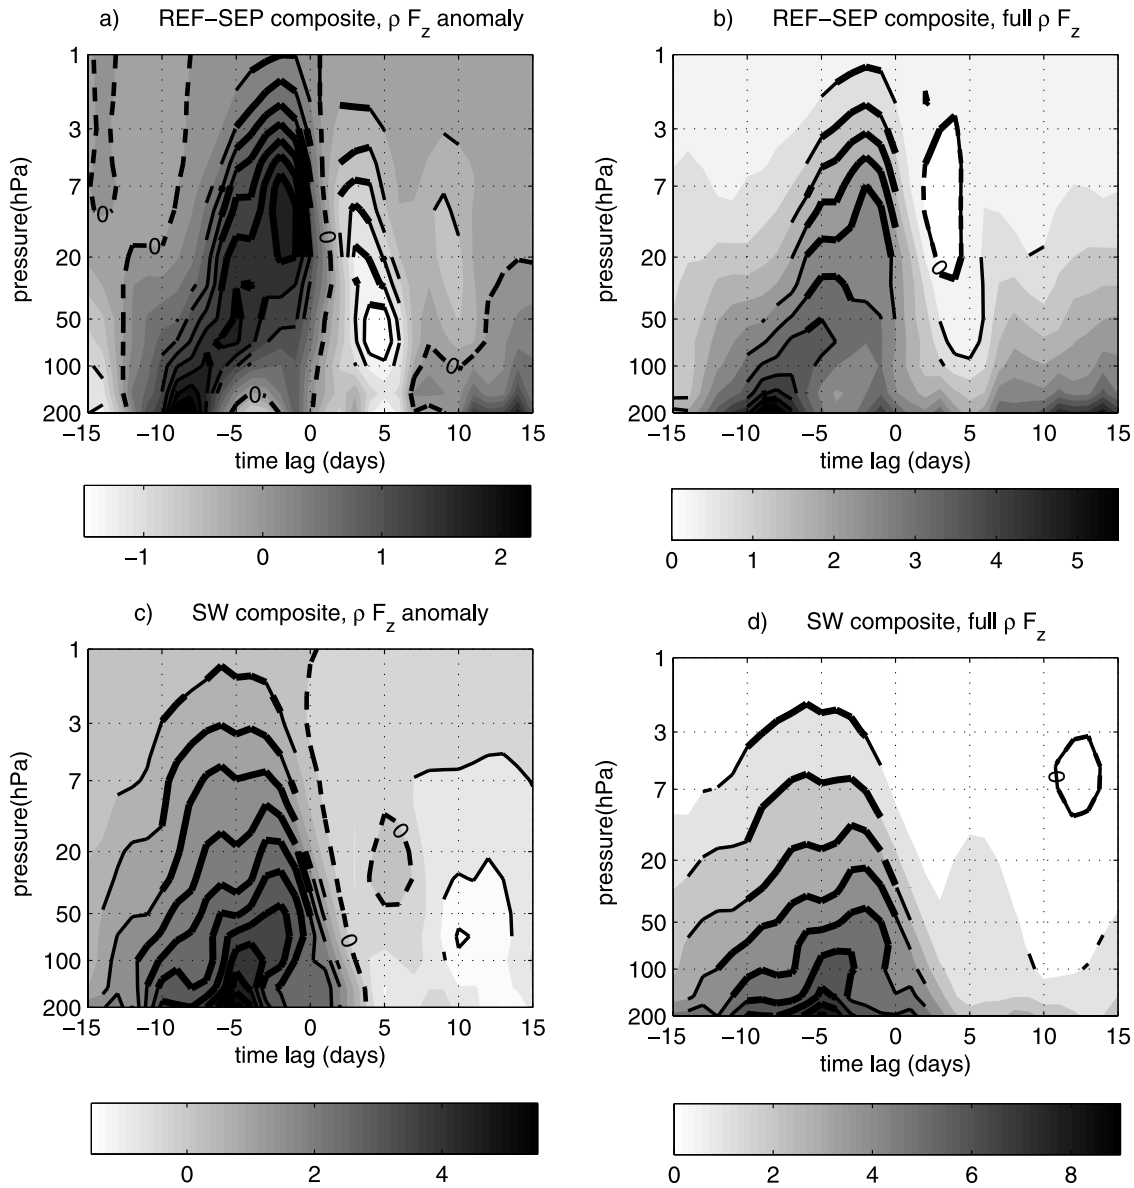 a) REF−SEP composite, ρ F_z anomaly
1
3
7
20
50
100
200
pressure(hPa)
0
0
0
0
0
−15 −10 −5 0 5 10 15
time lag (days)
−1 0 1 2
b) REF−SEP composite, full ρ F_z
1
3
7
20
50
100
200
pressure(hPa)
0
−15 −10 −5 0 5 10 15
time lag (days)
0 1 2 3 4 5
c) SW composite, ρ F_z anomaly
1
3
7
20
50
100
200
pressure(hPa)
0
0
−15 −10 −5 0 5 10 15
time lag (days)
0 2 4
d) SW composite, full ρ F_z
1
3
7
20
50
100
200
pressure(hPa)
0
−15 −10 −5 0 5 10 15
time lag (days)
0 2 4 6 8